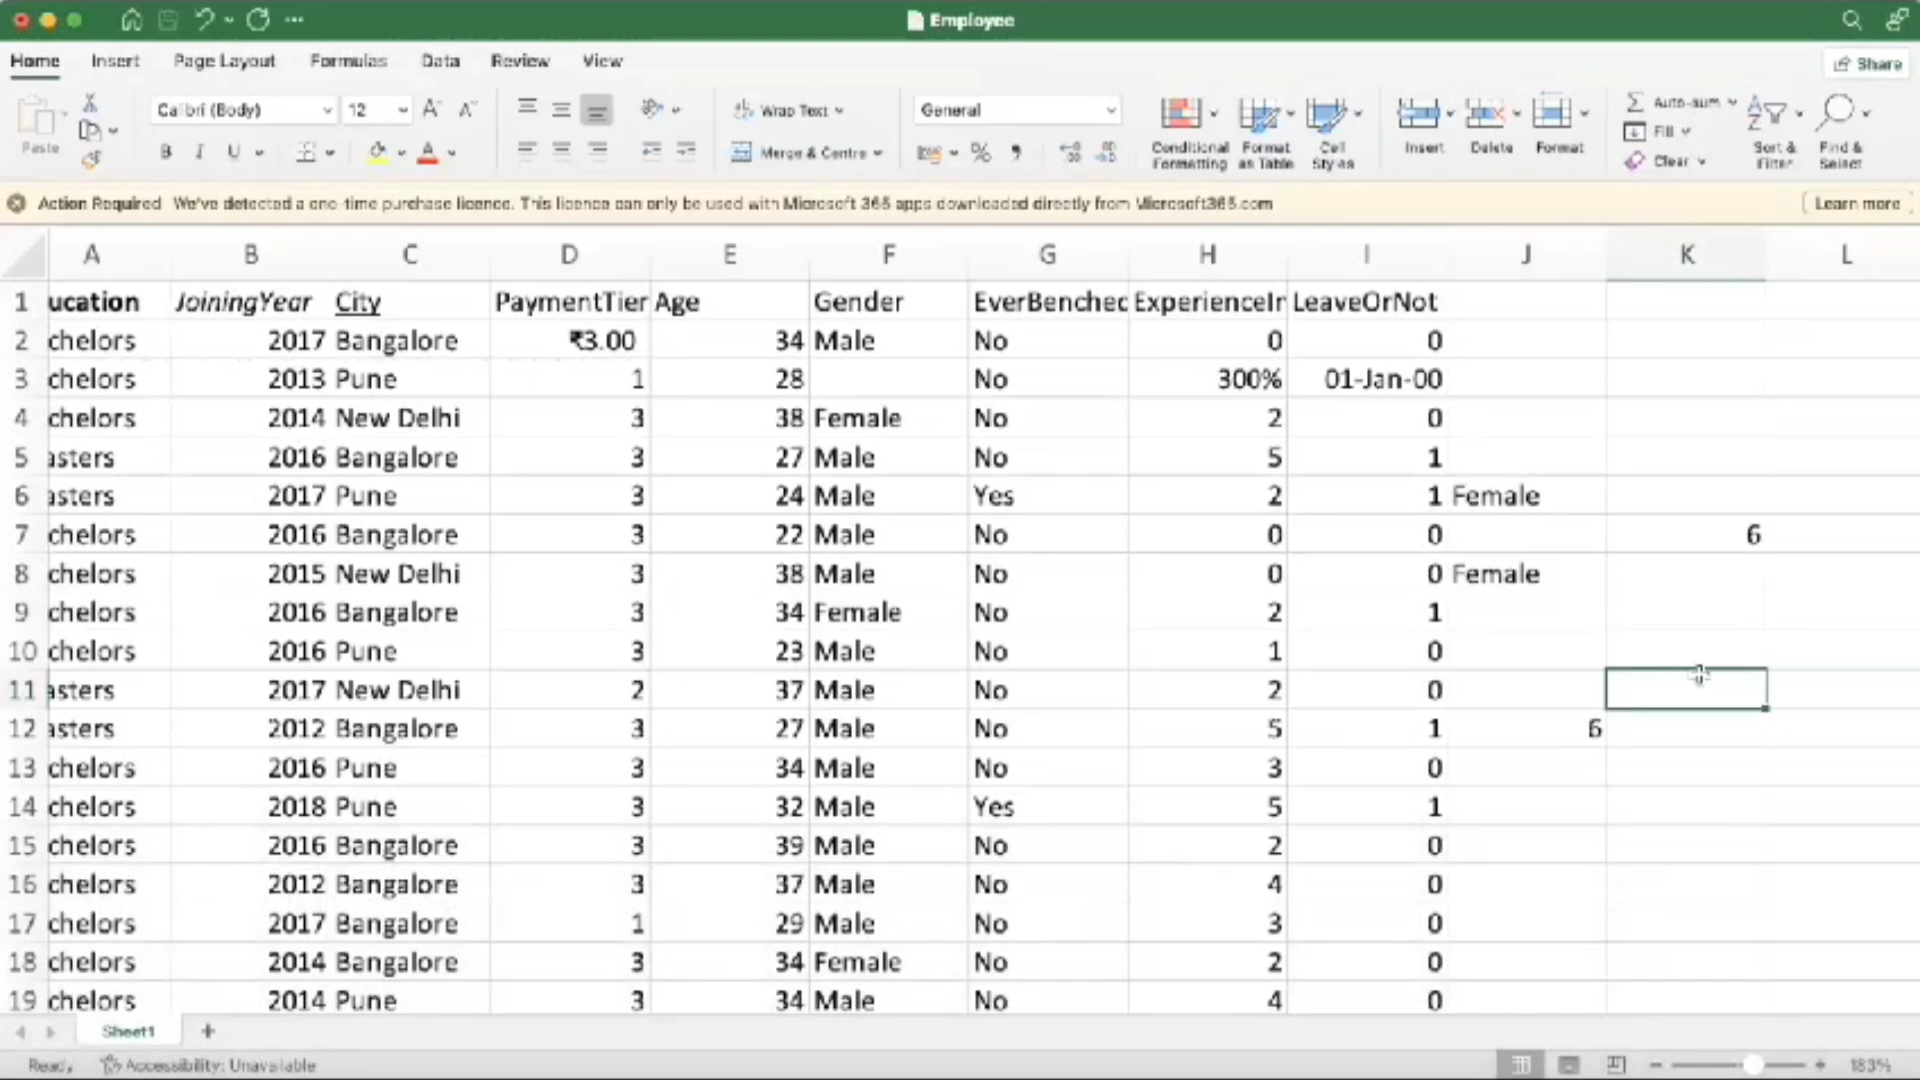 Employee
Home Insert Page Layout Formulas Data Review View Share
Paste Calibri (Body) 12 Wrap Text General Auto-sum
Fill
B I U Merge & Centre Conditional Formatting Format as Table Cell Styles Insert Delete Format Clear Sort & Filter Find & Select
Action Required We've detected a one-time purchase licence. This licence can only be used with Microsoft 365 apps downloaded directly from Microsoft365.com Learn more
A B C D E F G H I J K L
1 ucation JoiningYear City PaymentTier Age Gender EverBenched ExperienceIn LeaveOrNot
2 chelors 2017 Bangalore ₹3.00 34 Male No 0 0
3 chelors 2013 Pune 1 28 No 300% 01-Jan-00
4 chelors 2014 New Delhi 3 38 Female No 2 0
5 asters 2016 Bangalore 3 27 Male No 5 1
6 asters 2017 Pune 3 24 Male Yes 2 1 Female
7 chelors 2016 Bangalore 3 22 Male No 0 0 6
8 chelors 2015 New Delhi 3 38 Male No 0 0 Female
9 chelors 2016 Bangalore 3 34 Female No 2 1
10 chelors 2016 Pune 3 23 Male No 1 0
11 asters 2017 New Delhi 2 37 Male No 2 0
12 asters 2012 Bangalore 3 27 Male No 5 1 6
13 chelors 2016 Pune 3 34 Male No 3 0
14 chelors 2018 Pune 3 32 Male Yes 5 1
15 chelors 2016 Bangalore 3 39 Male No 2 0
16 chelors 2012 Bangalore 3 37 Male No 4 0
17 chelors 2017 Bangalore 1 29 Male No 3 0
18 chelors 2014 Bangalore 3 34 Female No 2 0
19 chelors 2014 Pune 3 34 Male No 4 0
Sheet1 +
Ready Accessibility: Unavailable 183%